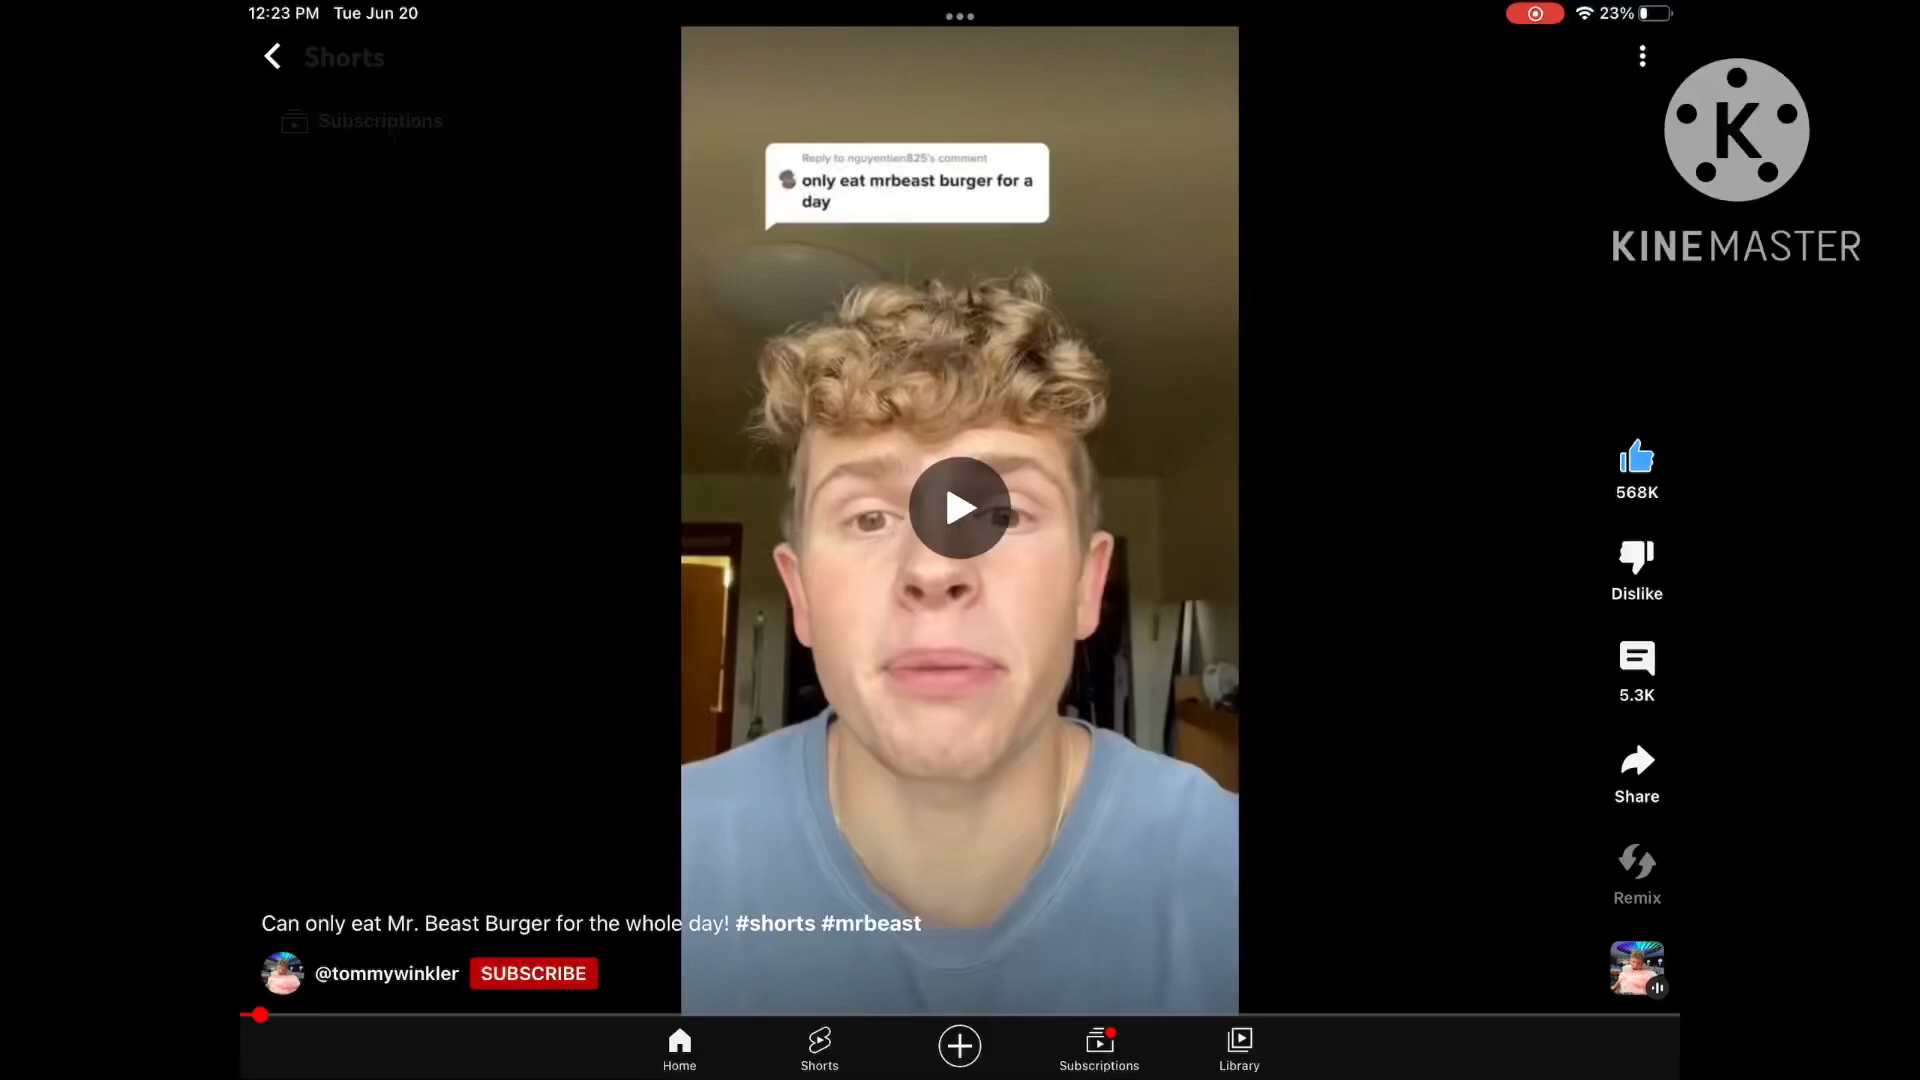 12:23 PM Tue Jun 20
23%
Shorts
Subscriptions
K
KINEMASTER
Reply to nguyentien825's comment
only eat mrbeast burger for a
day
568K
Dislike
5.3K
Share
Remix
Can only eat Mr. Beast Burger for the whole day! #shorts #mrbeast
@tommywinkler SUBSCRIBE
Home Shorts Subscriptions Library